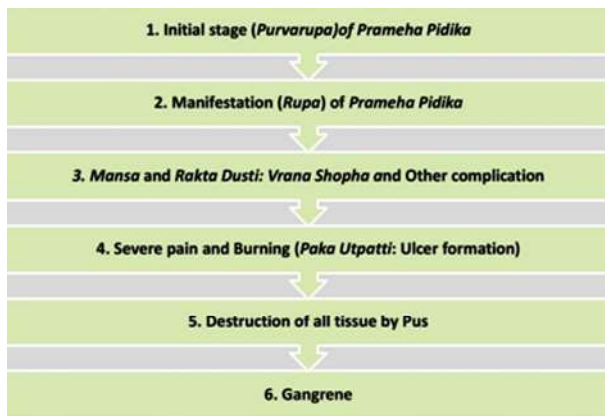 1. Initial stage (Purvarupa)of Prameha Pidika
2. Manifestation (Rupa) of Prameha Pidika
3. Mansa and Rakta Dusti: Vrana Shopha and Other complication
4. Severe pain and Burning (Paka Utpatti: Ulcer formation)
5. Destruction of all tissue by Pus
6. Gangrene